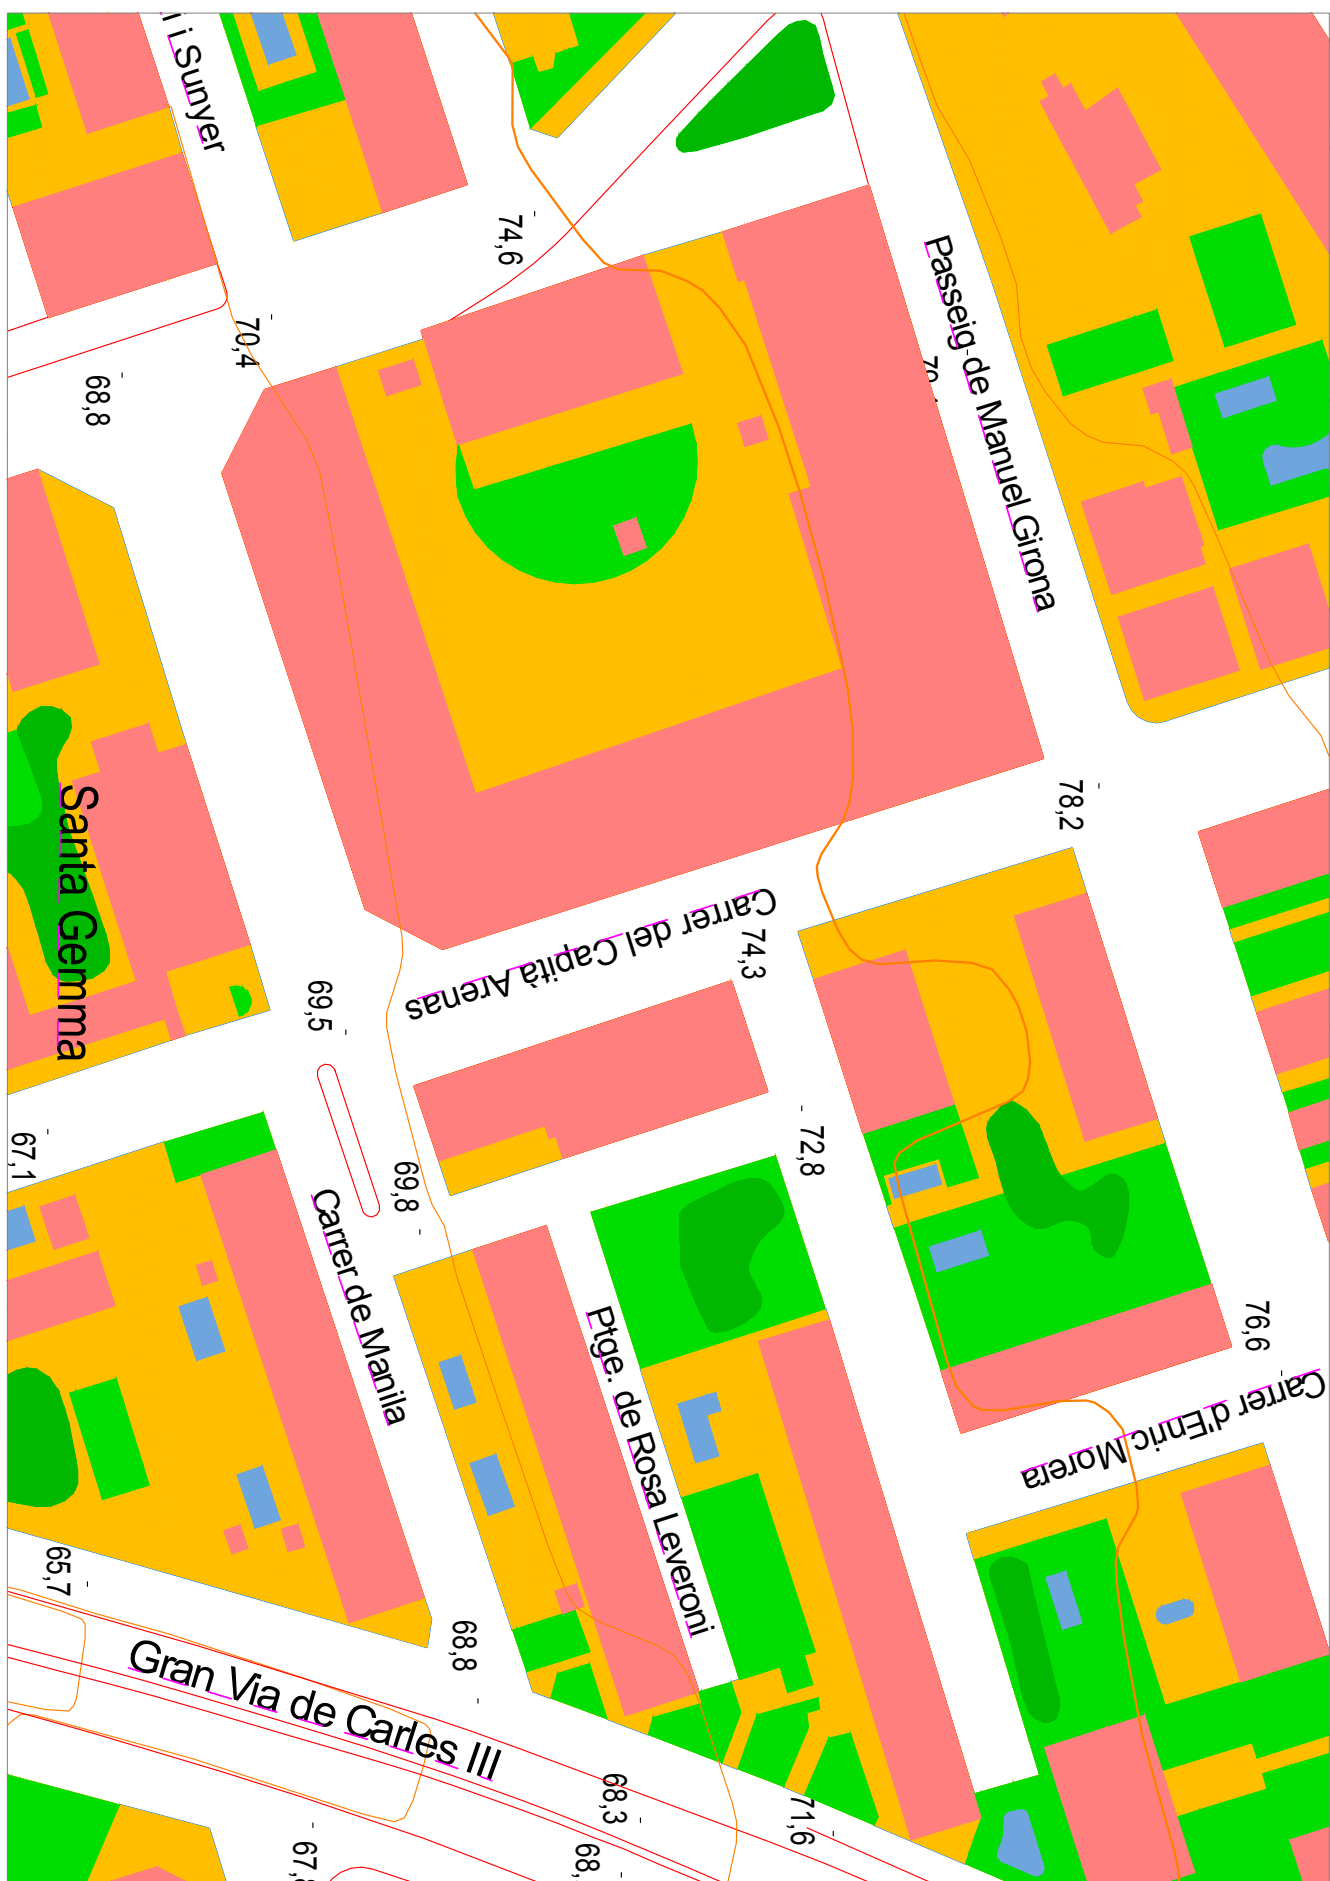 i i Sunyer
74,6
Passeig de Manuel Girona
70,4
68,8
78,2
Santa Gemma
Carrer del Capità Arenas
74,3
69,5
72,8
67,1
69,8
Carrer de Manila
Ptge. de Rosa Leveroni
76,6
Carrer d'Enric Morera
65,7
68,8
Gran Via de Carles III
68,3
71,6
67,
68,